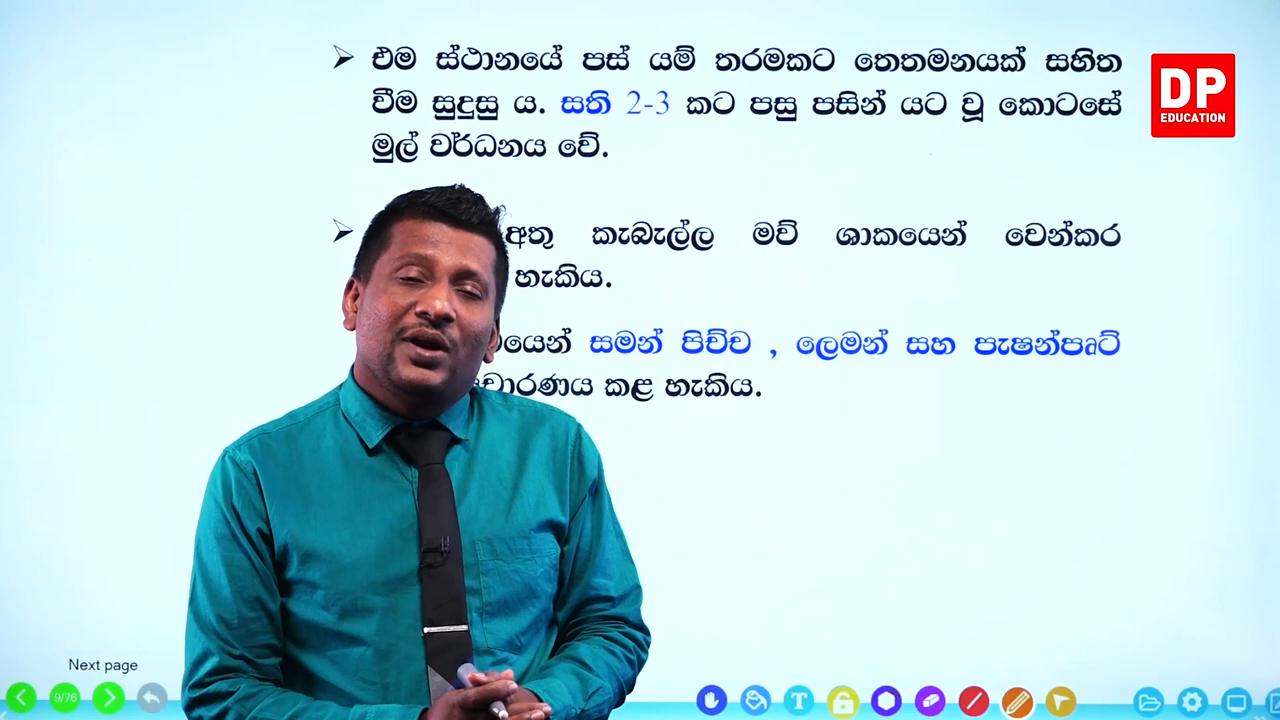 එම ස්ථානයේ පස් යම් තරමකට තෙතමනයක් සහිත
වීම සුදුසු ය. සති 2-3 කට පසු පසින් යට වූ කොටසේ
මුල් වර්ධනය වේ.
අතු කැබැල්ල මව් ශාකයෙන් වෙන්කර
හැකිය.
සමන් පිච්ච , ලෙමන් සහ පැෂන්පෘට්
කළ හැකිය.
DP
EDUCATION
Next page
9/76
T